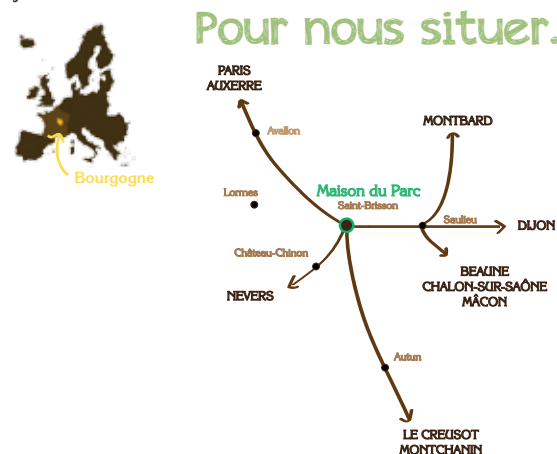 Pour nous situer.
PARIS
AUXERRE
MONTBARD
Avallon
Bourgogne
Lormes
Maison du Parc
Saint-Brisson
Saulieu
DIJON
Château-Chinon
BEAUNE
CHALON-SUR-SAÔNE
MÂCON
NEVERS
Autun
LE CREUSOT
MONTCHANIN